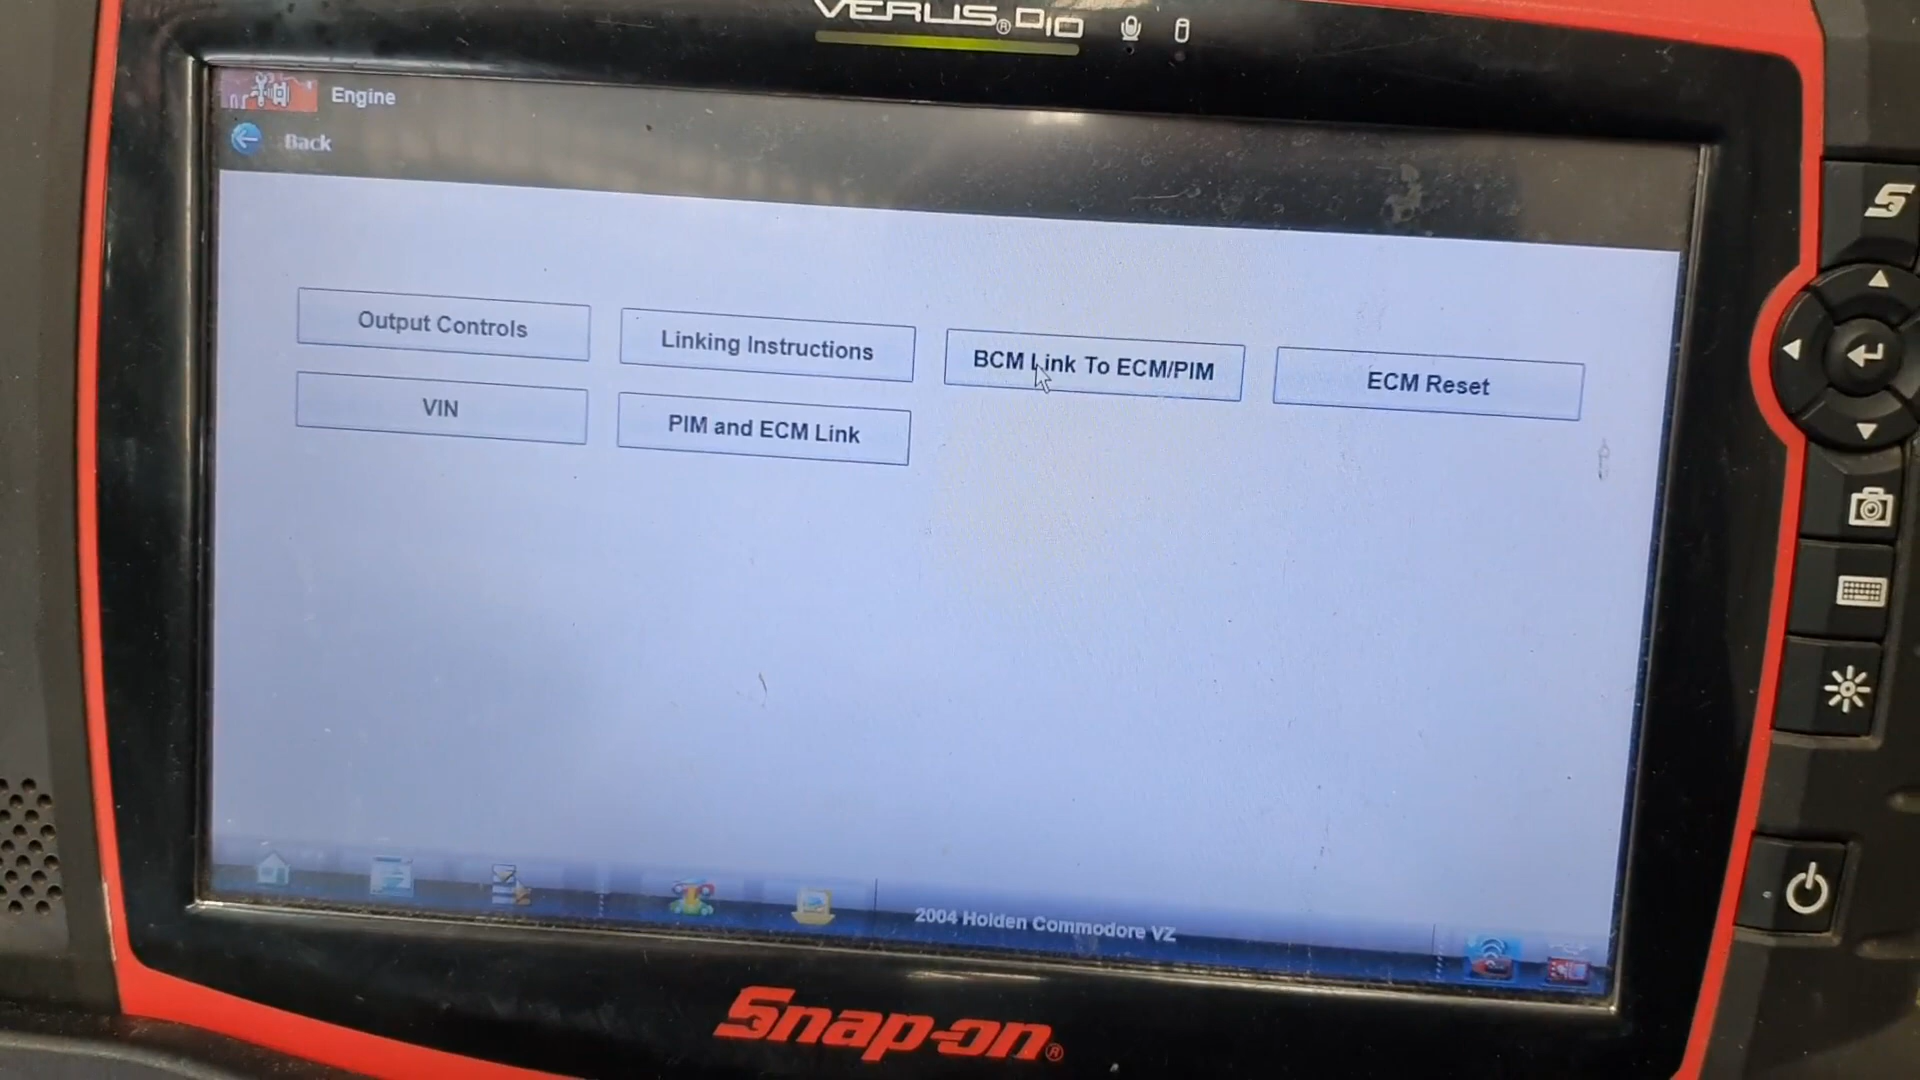 VERUS® PRO
Engine
Back
Output Controls
Linking Instructions
BCM Link To ECM/PIM
ECM Reset
VIN
PIM and ECM Link
2004 Holden Commodore VZ
Snap-on®